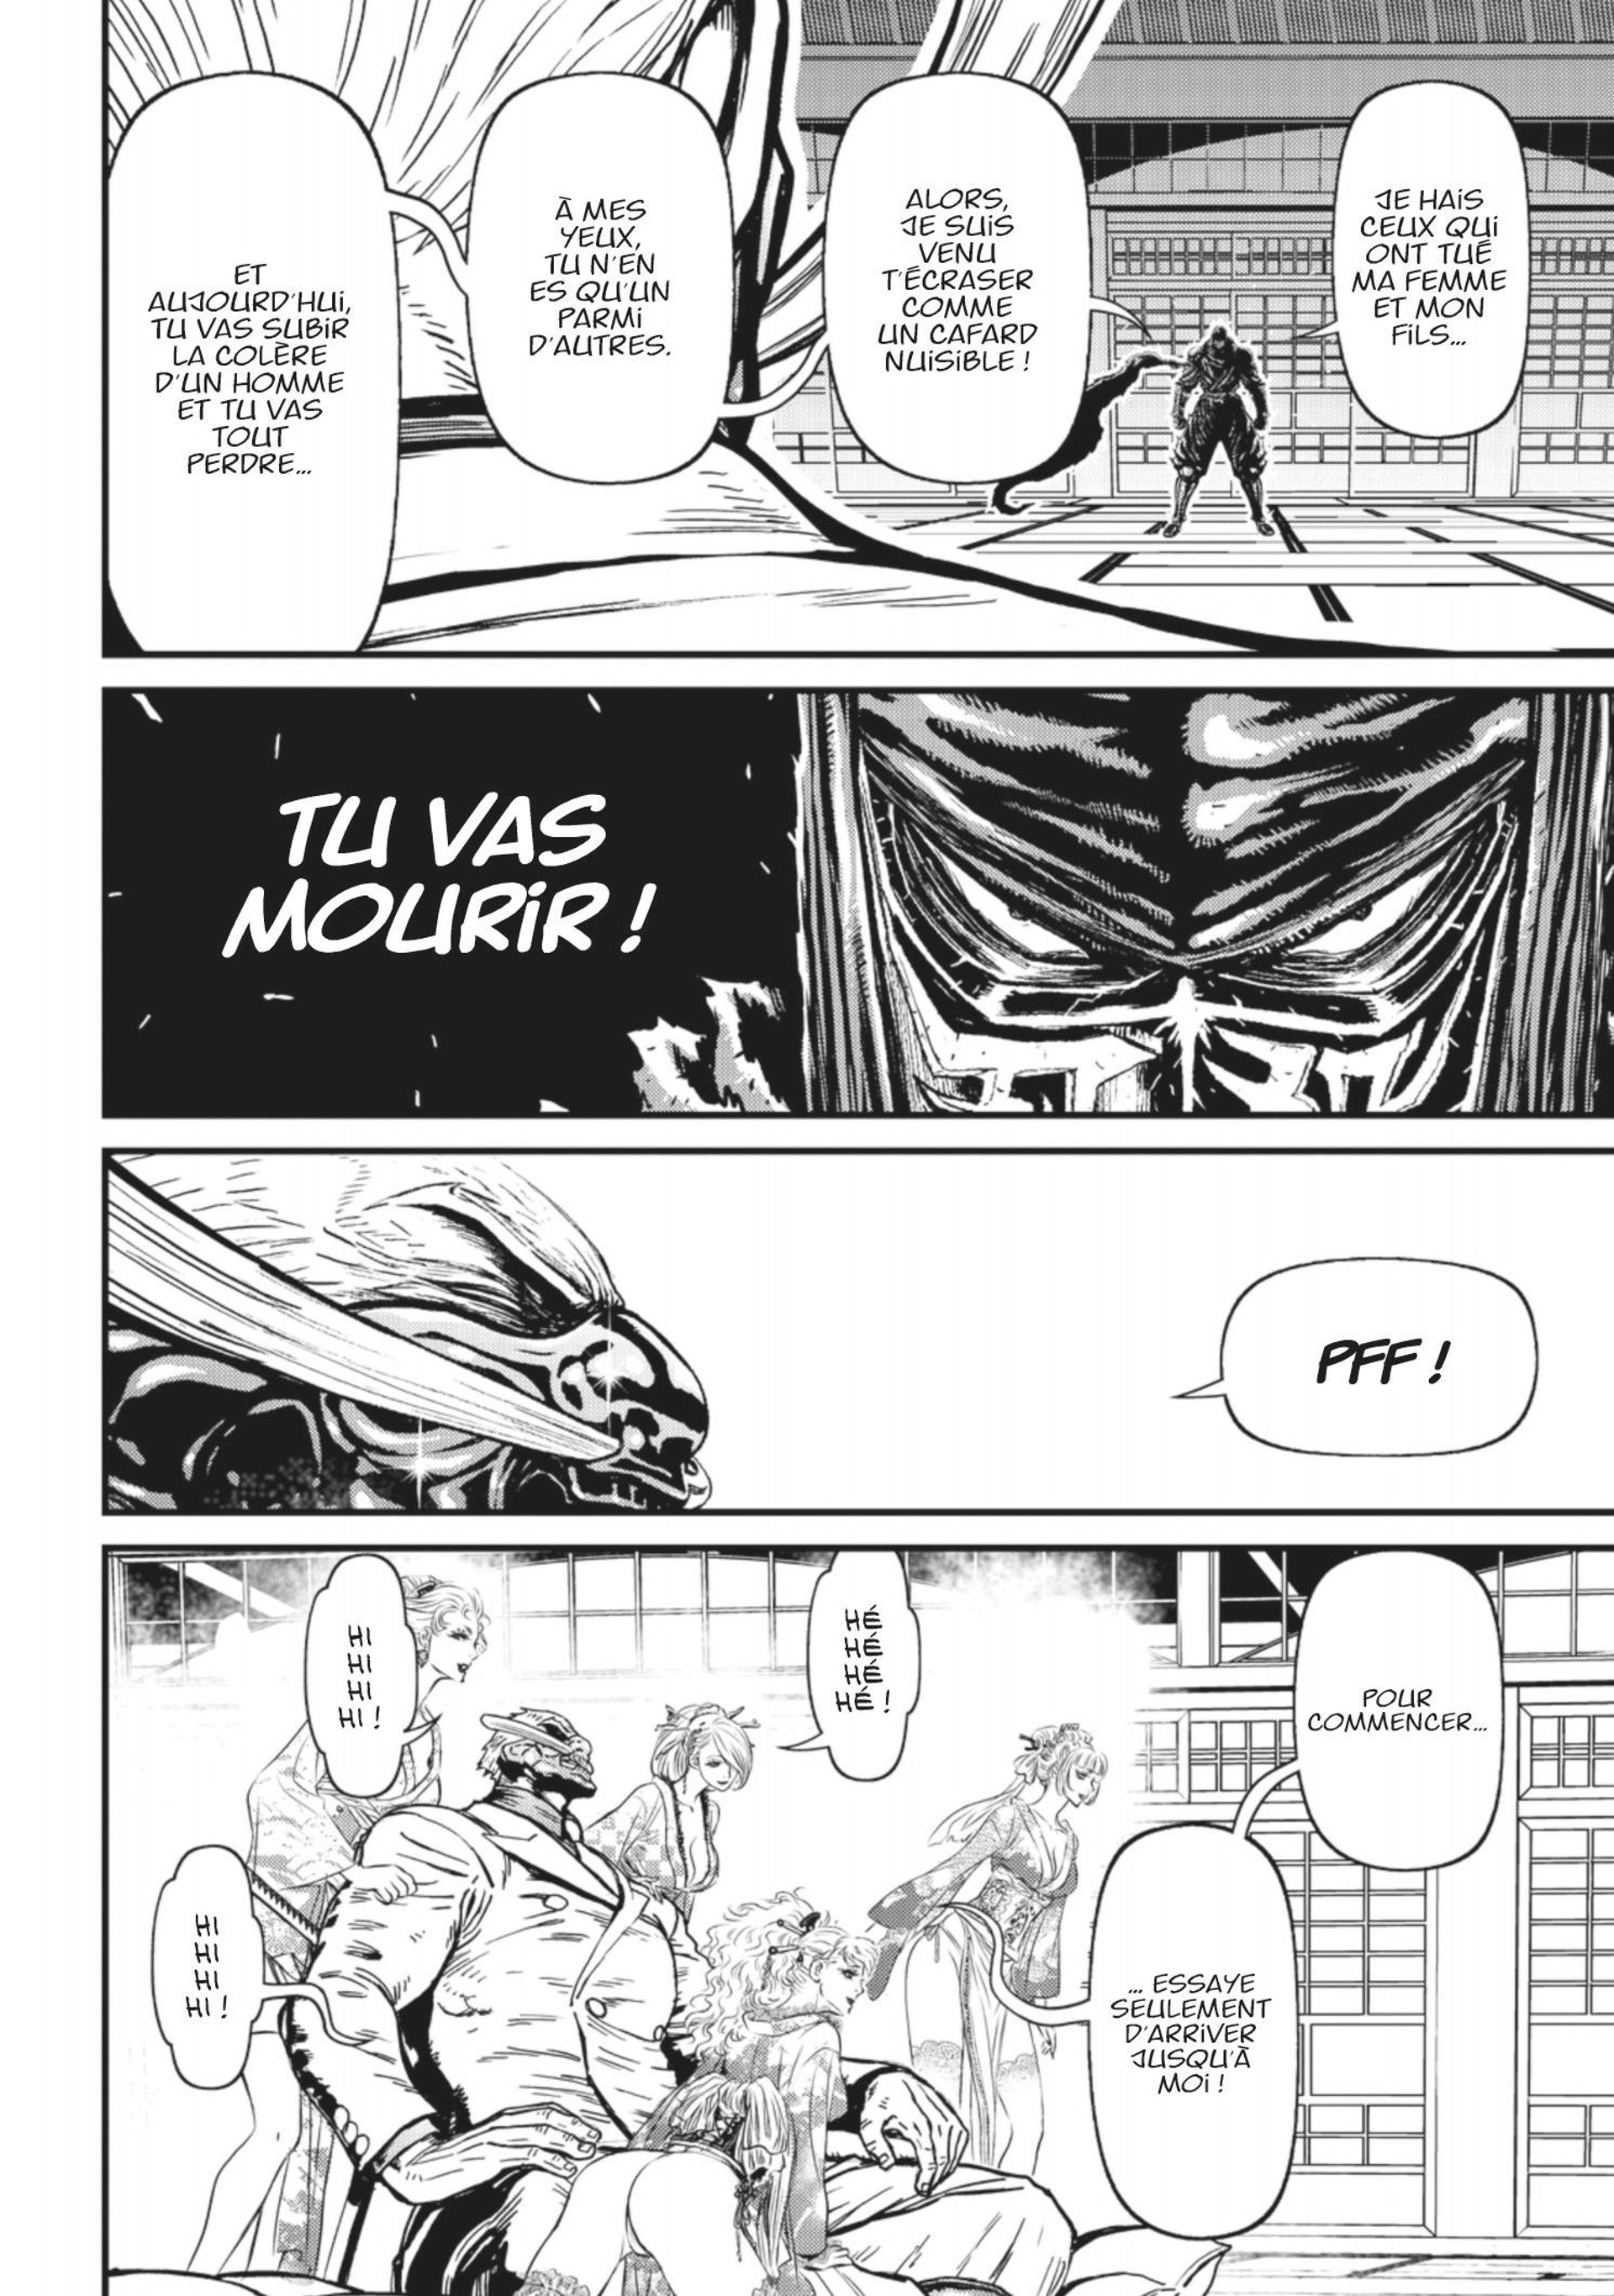 JE HAIS
CEUX QUI
ONT TUÉ
MA FEMME
ET MON
FILS...
ALORS,
JE SUIS
VENU
T'ÉCRASER
COMME
UN CAFARD
NUISIBLE !
À MES
YEUX,
TU N'EN
ES QU'UN
PARMI
D'AUTRES.
ET
AUJOURD'HUI,
TU VAS SUBIR
LA COLÈRE
D'UN HOMME
ET TU VAS
TOUT
PERDRE...
TU VAS
MOURIR !
PFF !
POUR
COMMENCER...
... ESSAYE
SEULEMENT
D'ARRIVER
JUSQU'À
MOI !
HÉ
HÉ
HÉ
HÉ !
HI
HI
HI
HI !
HI
HI
HI
HI !